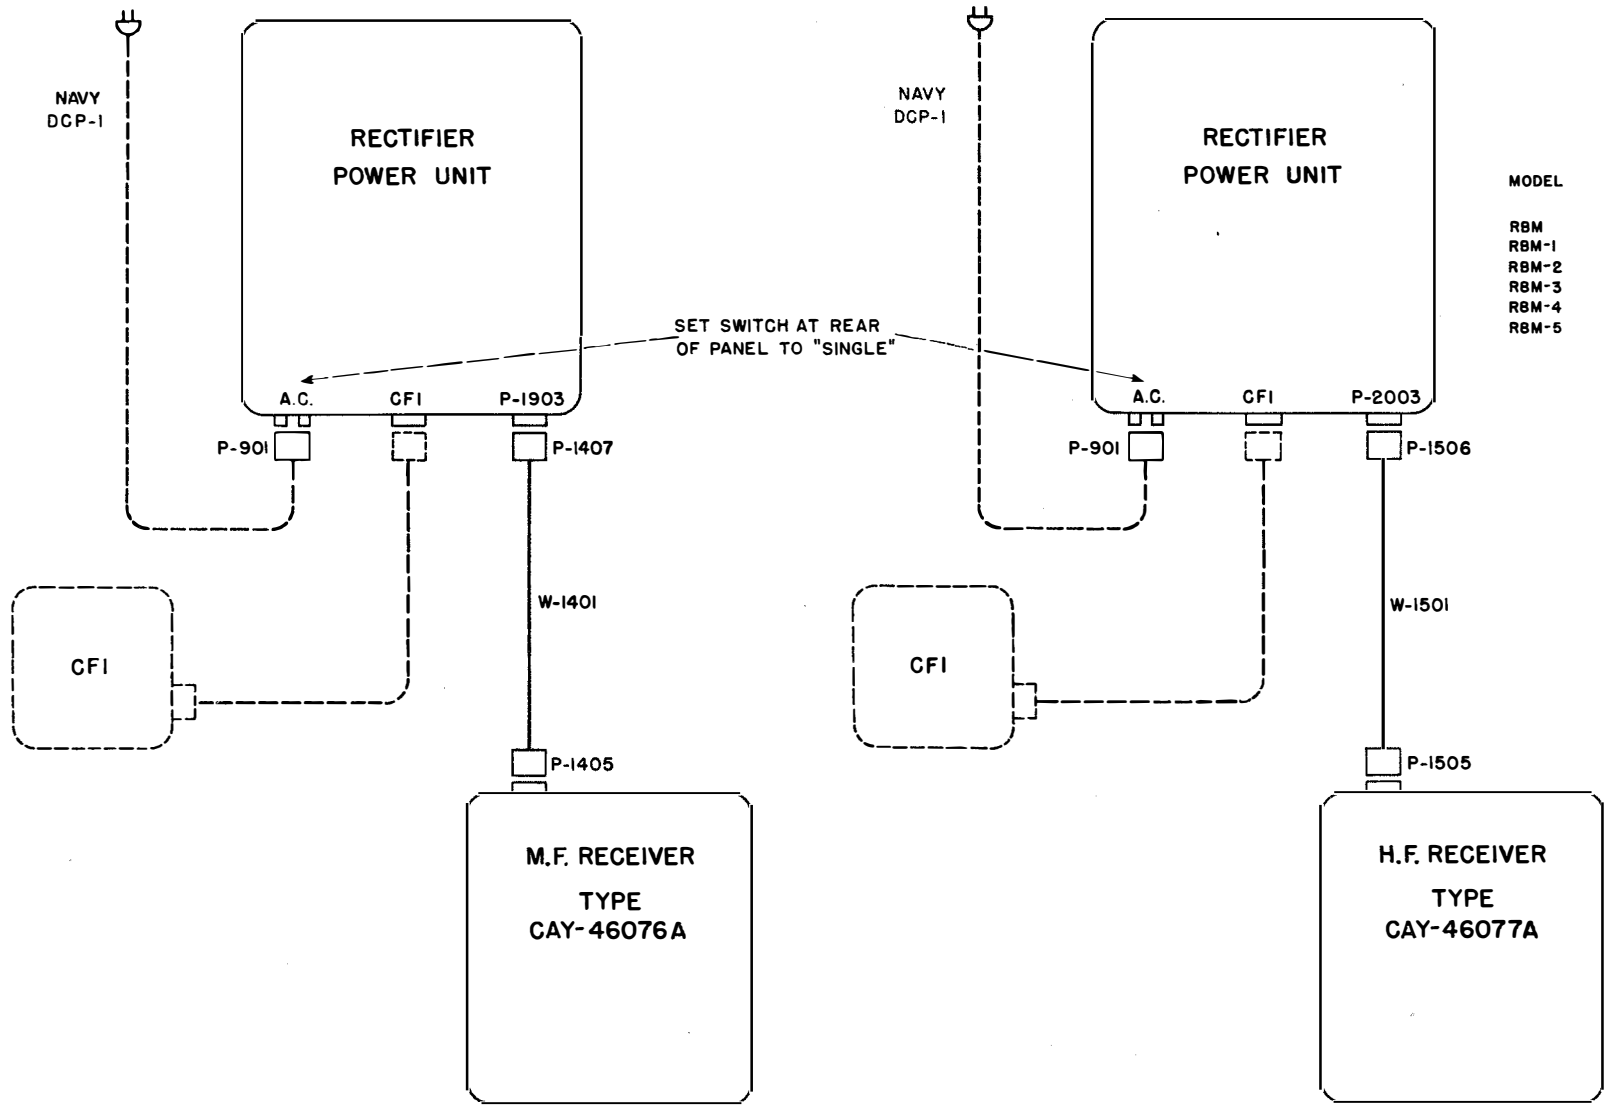 NAVY
DCP-1
RECTIFIER
POWER UNIT
SET SWITCH AT REAR
OF PANEL TO "SINGLE"
A.C.
CFI
P-1903
P-901
P-1407
W-1401
CFI
P-1405
M.F. RECEIVER
TYPE
CAY-46076A
NAVY
DCP-1
RECTIFIER
POWER UNIT
A.C.
CFI
P-2003
P-901
P-1506
W-1501
CFI
P-1505
H.F. RECEIVER
TYPE
CAY-46077A
MODEL
RBM
RBM-1
RBM-2
RBM-3
RBM-4
RBM-5